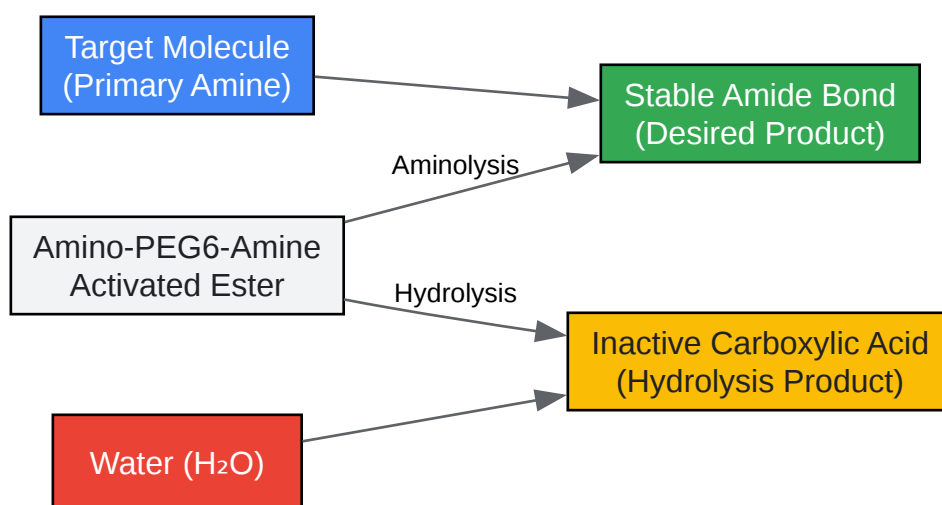 Target Molecule
(Primary Amine)
Stable Amide Bond
(Desired Product)
Aminolysis
Amino-PEG6-Amine
Activated Ester
Hydrolysis
Inactive Carboxylic Acid
(Hydrolysis Product)
Water (H₂O)